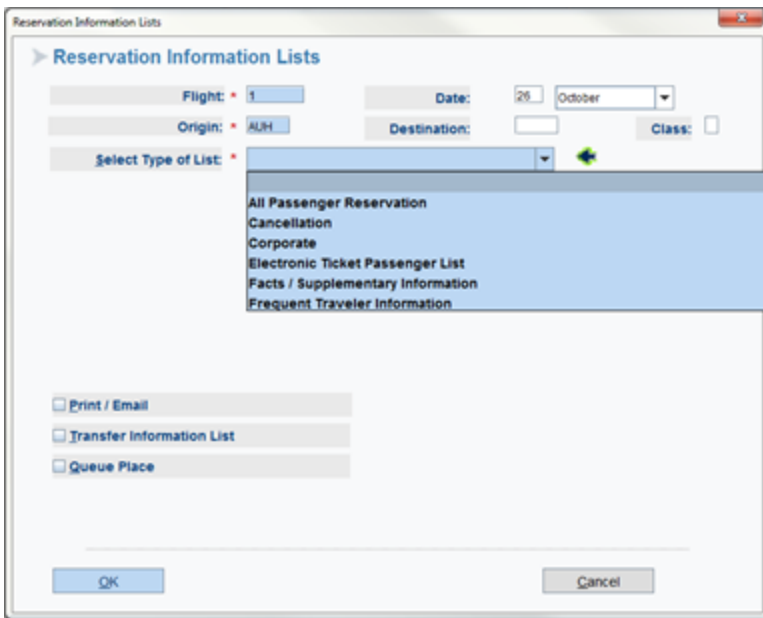 Reservation Information Lists
Reservation Information Lists
Flight: * 1 Date: 26 October
Origin: * AUH Destination: Class:
Select Type of List: *
All Passenger Reservation
Cancellation
Corporate
Electronic Ticket Passenger List
Facts / Supplementary Information
Frequent Traveler Information
Print / Email
Transfer Information List
Queue Place
OK Cancel